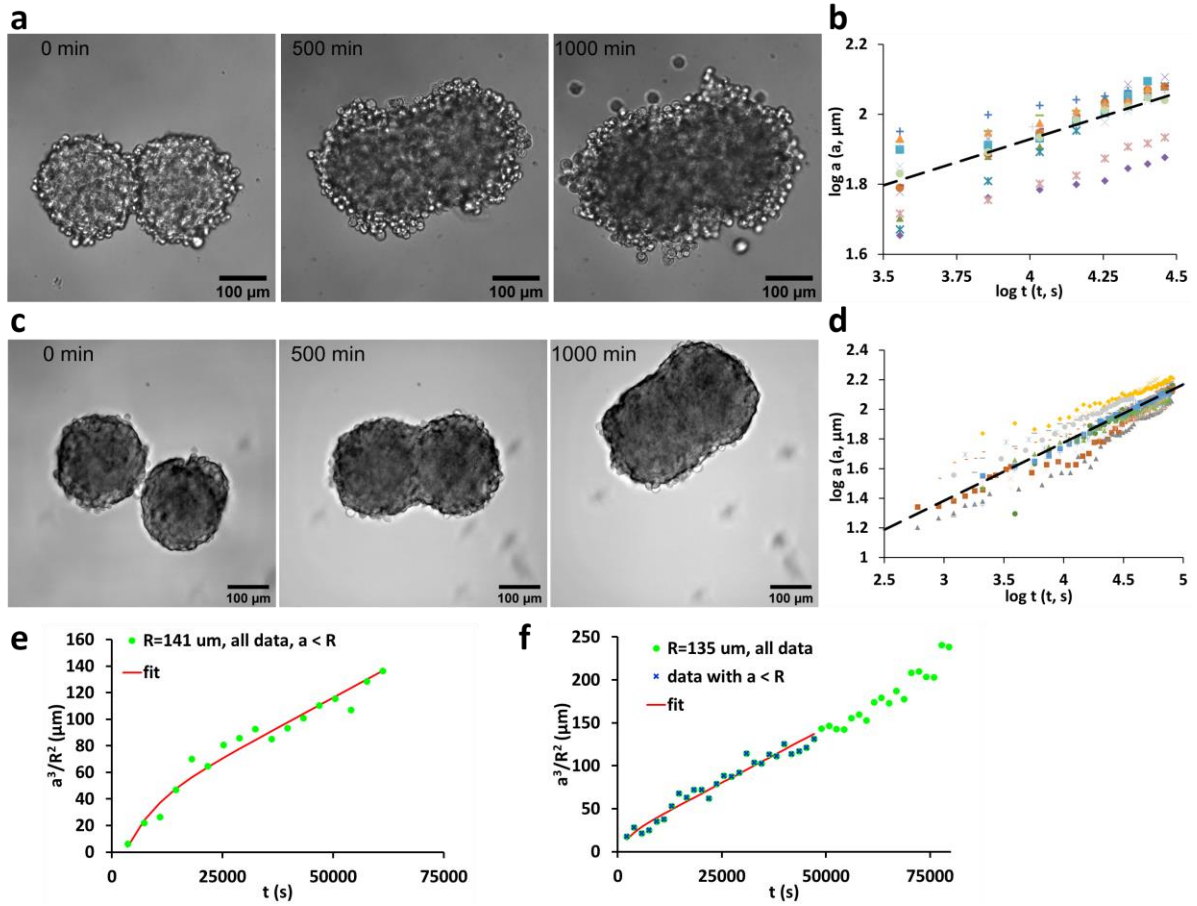 a
0 min
500 min
1000 min
100 µm
100 µm
100 µm
b
log a (a, µm)
2.2
2
1.8
1.6
3.5
3.75
4
4.25
4.5
log t (t, s)
c
0 min
500 min
1000 min
100 µm
100 µm
100 µm
d
log a (a, µm)
2.4
2.2
2
1.8
1.6
1.4
1.2
1
2.5
3
3.5
4
4.5
5
log t (t, s)
e
R=141 um, all data, a < R
fit
a³/R² (µm)
160
140
120
100
80
60
40
20
0
0
25000
50000
75000
t (s)
f
R=135 um, all data
data with a < R
fit
a³/R² (µm)
250
200
150
100
50
0
0
25000
50000
75000
t (s)